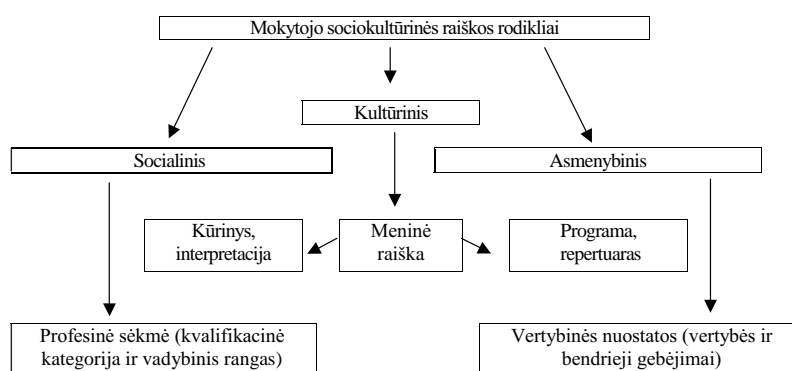 Mokytojo sociokultūrinės raiškos rodikliai
Kultūrinis
Socialinis
Asmenybinis
Kūrinys,
interpretacija
Meninė
raiška
Programa,
repertuaras
Profesinė sėkmė (kvalifikacinė
kategorija ir vadybinis rangas)
Vertybinės nuostatos (vertybės ir
bendrieji gebėjimai)